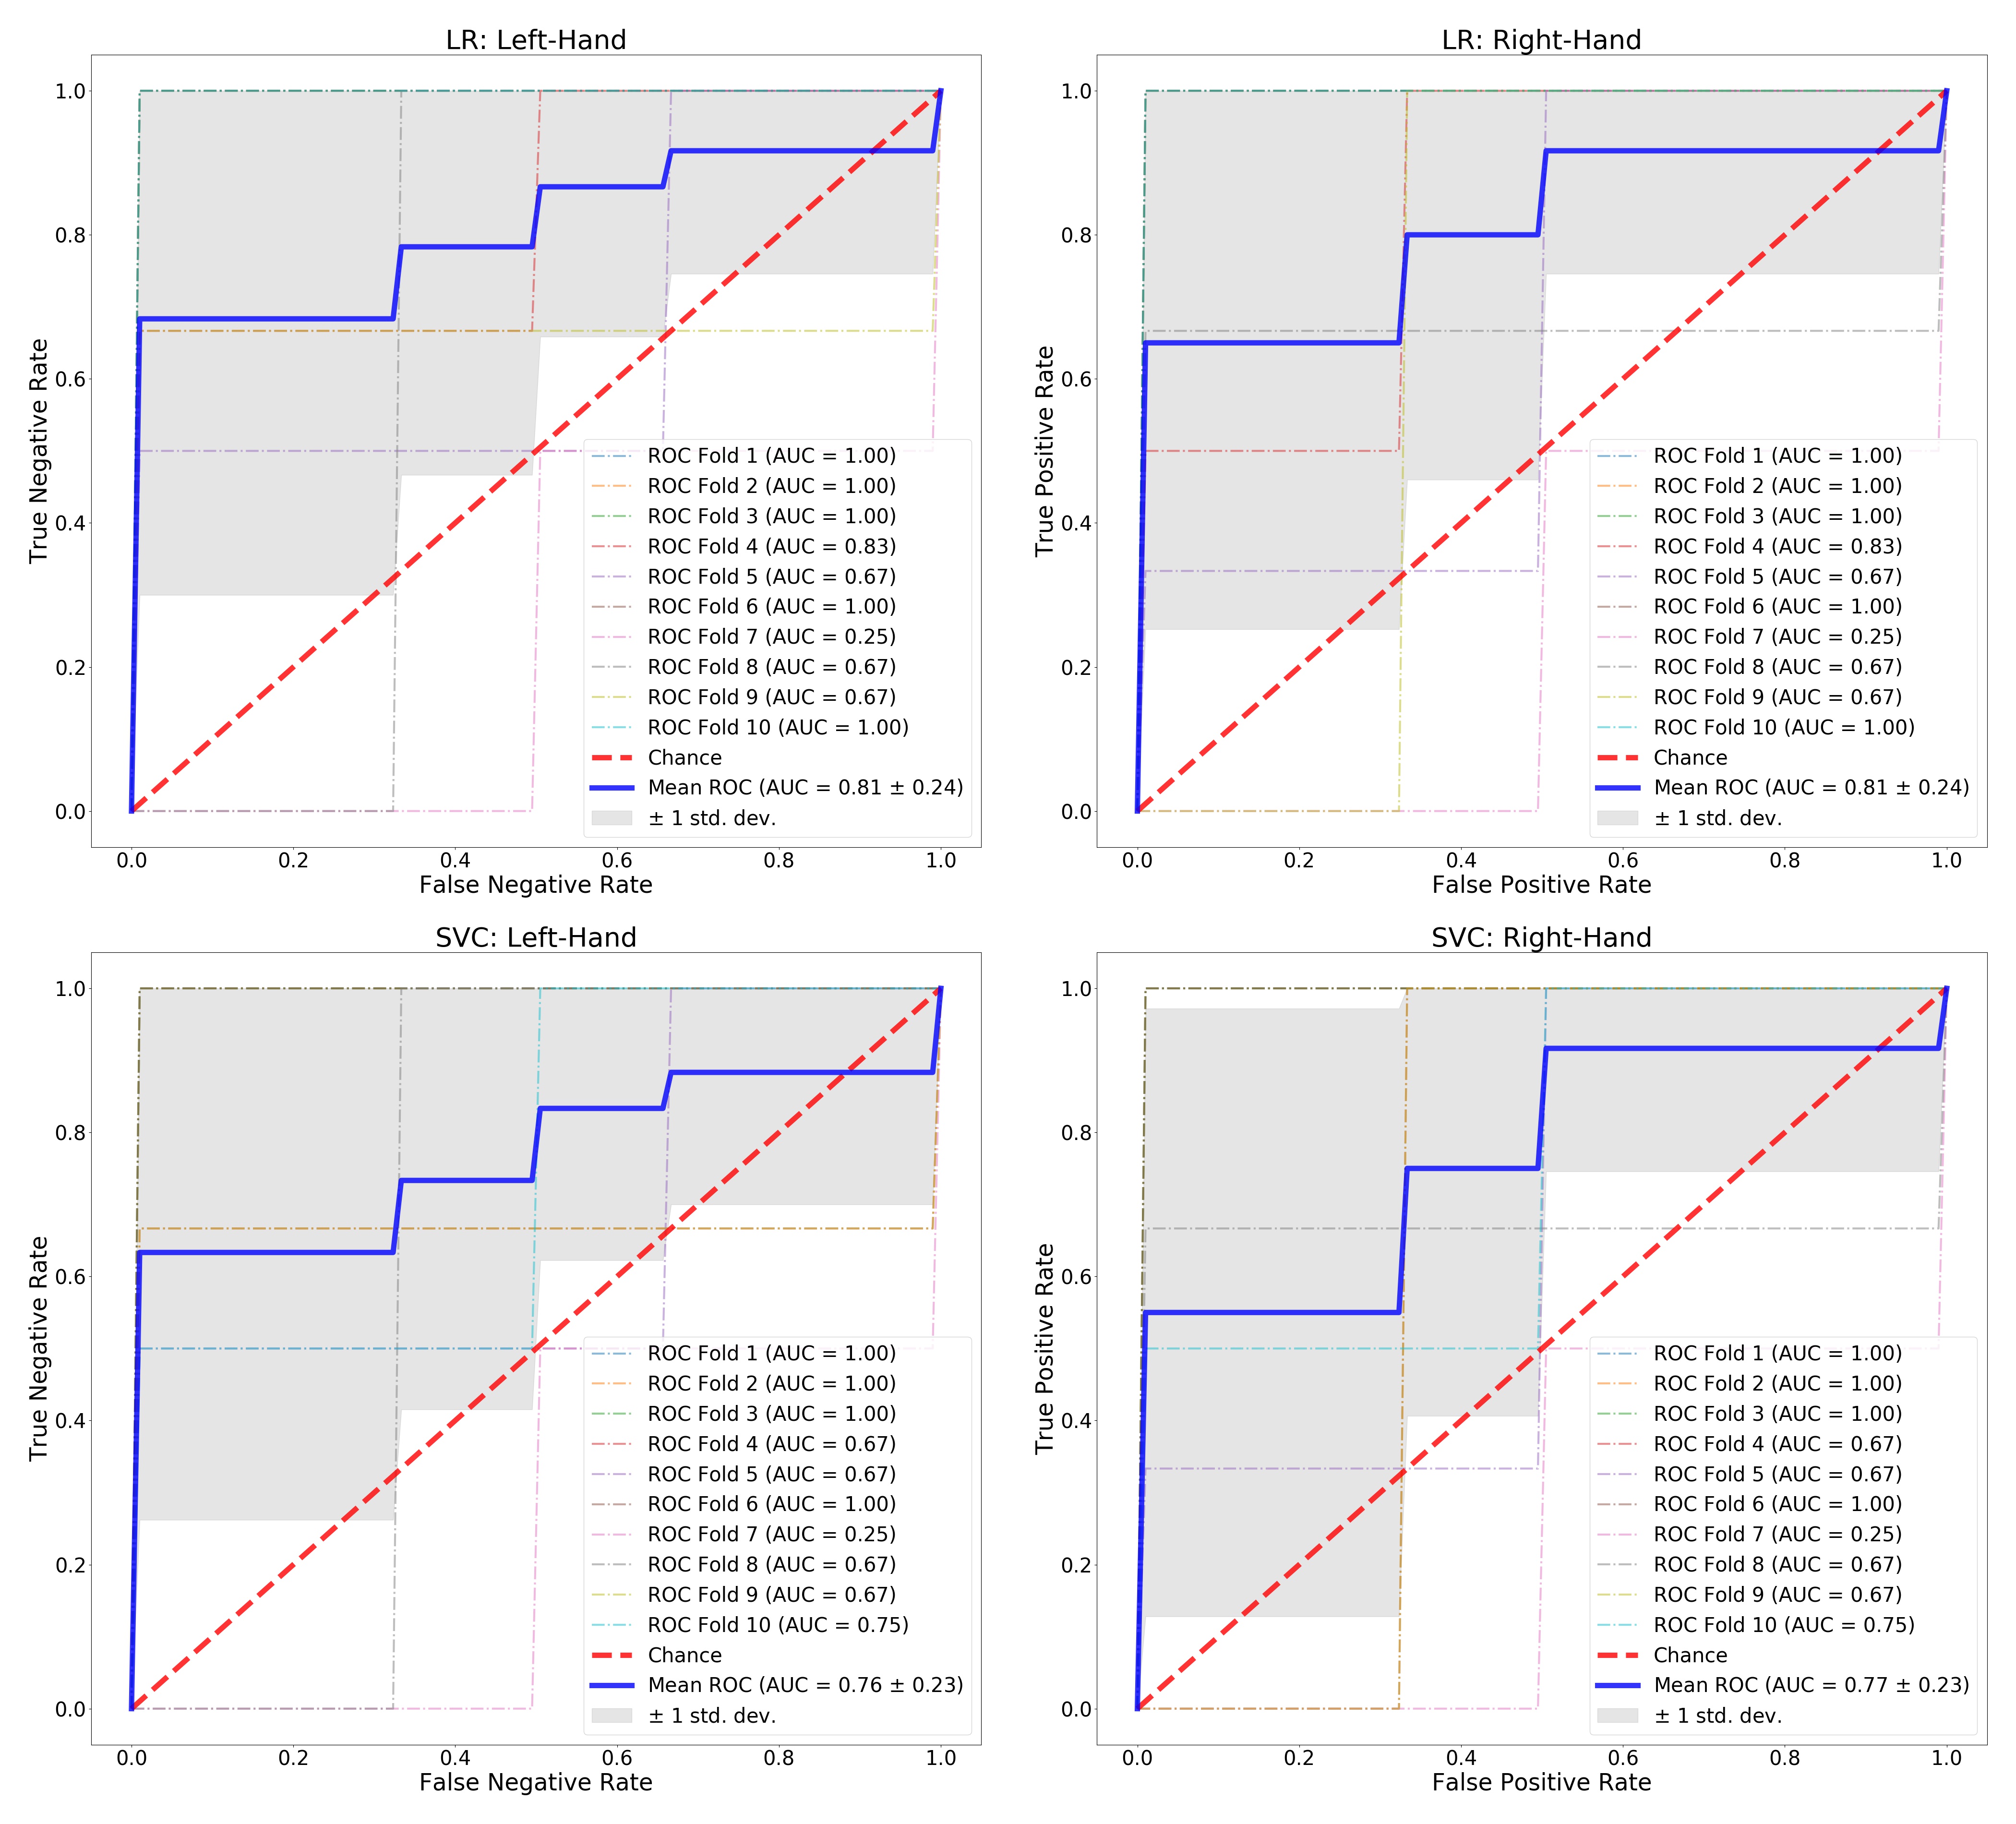 LR: Left-Hand
True Negative Rate
1.0
0.8
0.6
0.4
0.2
0.0
ROC Fold 1 (AUC = 1.00)
ROC Fold 2 (AUC = 1.00)
ROC Fold 3 (AUC = 1.00)
ROC Fold 4 (AUC = 0.83)
ROC Fold 5 (AUC = 0.67)
ROC Fold 6 (AUC = 1.00)
ROC Fold 7 (AUC = 0.25)
ROC Fold 8 (AUC = 0.67)
ROC Fold 9 (AUC = 0.67)
ROC Fold 10 (AUC = 1.00)
Chance
Mean ROC (AUC = 0.81 ± 0.24)
± 1 std. dev.
0.0 0.2 0.4 0.6 0.8 1.0
False Negative Rate
LR: Right-Hand
True Positive Rate
1.0
0.8
0.6
0.4
0.2
0.0
ROC Fold 1 (AUC = 1.00)
ROC Fold 2 (AUC = 1.00)
ROC Fold 3 (AUC = 1.00)
ROC Fold 4 (AUC = 0.83)
ROC Fold 5 (AUC = 0.67)
ROC Fold 6 (AUC = 1.00)
ROC Fold 7 (AUC = 0.25)
ROC Fold 8 (AUC = 0.67)
ROC Fold 9 (AUC = 0.67)
ROC Fold 10 (AUC = 1.00)
Chance
Mean ROC (AUC = 0.81 ± 0.24)
± 1 std. dev.
0.0 0.2 0.4 0.6 0.8 1.0
False Positive Rate
SVC: Left-Hand
True Negative Rate
1.0
0.8
0.6
0.4
0.2
0.0
ROC Fold 1 (AUC = 1.00)
ROC Fold 2 (AUC = 1.00)
ROC Fold 3 (AUC = 1.00)
ROC Fold 4 (AUC = 0.67)
ROC Fold 5 (AUC = 0.67)
ROC Fold 6 (AUC = 1.00)
ROC Fold 7 (AUC = 0.25)
ROC Fold 8 (AUC = 0.67)
ROC Fold 9 (AUC = 0.67)
ROC Fold 10 (AUC = 0.75)
Chance
Mean ROC (AUC = 0.76 ± 0.23)
± 1 std. dev.
0.0 0.2 0.4 0.6 0.8 1.0
False Negative Rate
SVC: Right-Hand
True Positive Rate
1.0
0.8
0.6
0.4
0.2
0.0
ROC Fold 1 (AUC = 1.00)
ROC Fold 2 (AUC = 1.00)
ROC Fold 3 (AUC = 1.00)
ROC Fold 4 (AUC = 0.67)
ROC Fold 5 (AUC = 0.67)
ROC Fold 6 (AUC = 1.00)
ROC Fold 7 (AUC = 0.25)
ROC Fold 8 (AUC = 0.67)
ROC Fold 9 (AUC = 0.67)
ROC Fold 10 (AUC = 0.75)
Chance
Mean ROC (AUC = 0.77 ± 0.23)
± 1 std. dev.
0.0 0.2 0.4 0.6 0.8 1.0
False Positive Rate